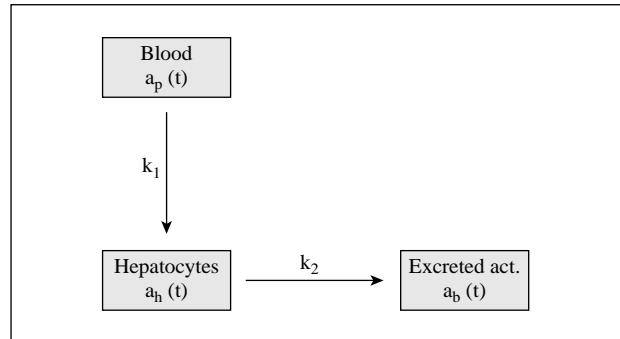 Blood
a_p (t)
k_1
Hepatocytes
a_h (t)
k_2
Excreted act.
a_b (t)